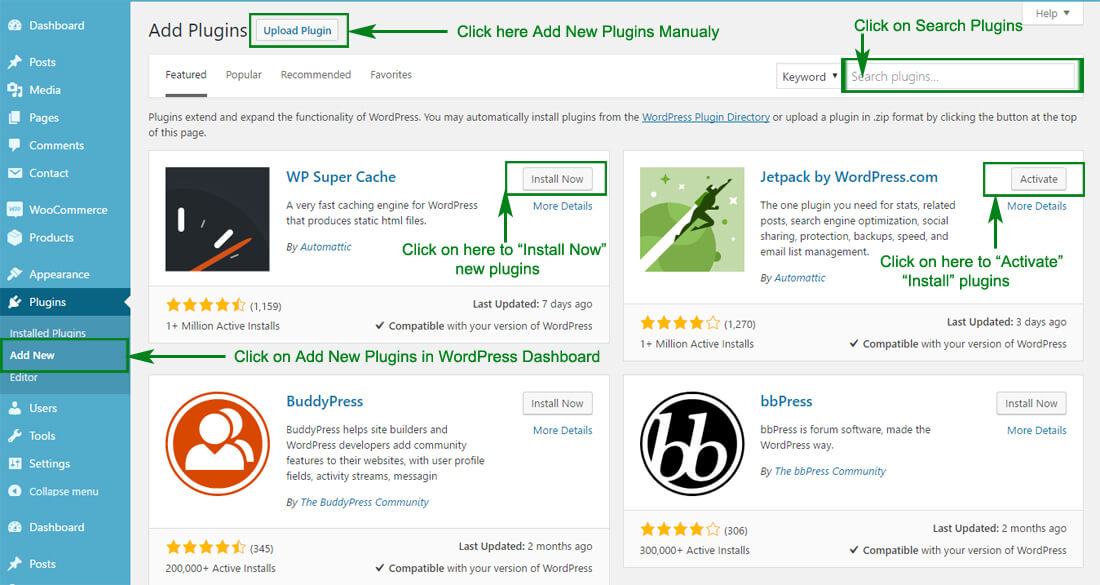 Dashboard
Posts
Media
Pages
Comments
Contact
WooCommerce
Products
Appearance
Plugins
Installed Plugins
Add New
Editor
Users
Tools
Settings
Collapse menu
Dashboard
Posts
Add Plugins
Upload Plugin
Click here Add New Plugins Manualy
Click on Search Plugins
Help ▼
Featured
Popular
Recommended
Favorites
Keyword ▼
Search plugins...
Plugins extend and expand the functionality of WordPress. You may automatically install plugins from the WordPress Plugin Directory or upload a plugin in .zip format by clicking the button at the top
of this page.
WP Super Cache
Install Now
More Details
A very fast caching engine for WordPress
that produces static html files.
By Automattic
Click on here to “Install Now”
new plugins
(1,159)
1+ Million Active Installs
Last Updated: 7 days ago
✔ Compatible with your version of WordPress
Jetpack by WordPress.com
Activate
More Details
The one plugin you need for stats, related
posts, search engine optimization, social
sharing, protection, backups, speed, and
email list management.
By Automattic
Click on here to “Activate”
“Install” plugins
(1,270)
1+ Million Active Installs
Last Updated: 3 days ago
✔ Compatible with your version of WordPress
Click on Add New Plugins in WordPress Dashboard
BuddyPress
Install Now
More Details
BuddyPress helps site builders and
WordPress developers add community
features to their websites, with user profile
fields, activity streams, messagin
By The BuddyPress Community
(345)
200,000+ Active Installs
Last Updated: 2 months ago
✔ Compatible with your version of WordPress
bb
bbPress
Install Now
More Details
bbPress is forum software, made the
WordPress way.
By The bbPress Community
(306)
300,000+ Active Installs
Last Updated: 2 months ago
✔ Compatible with your version of WordPress